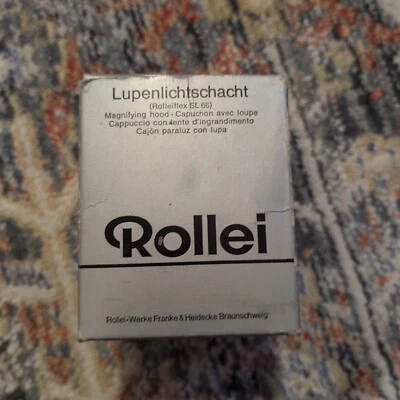 Lupenlichtschacht
(Rolleiflex SL 66)
Magnifying hood - Capuchon avec loupe
Cappuccio con lente d'ingrandimento
Cajón paraluz con lupa
Rollei
Rollei-Werke Franke & Heidecke Braunschweig